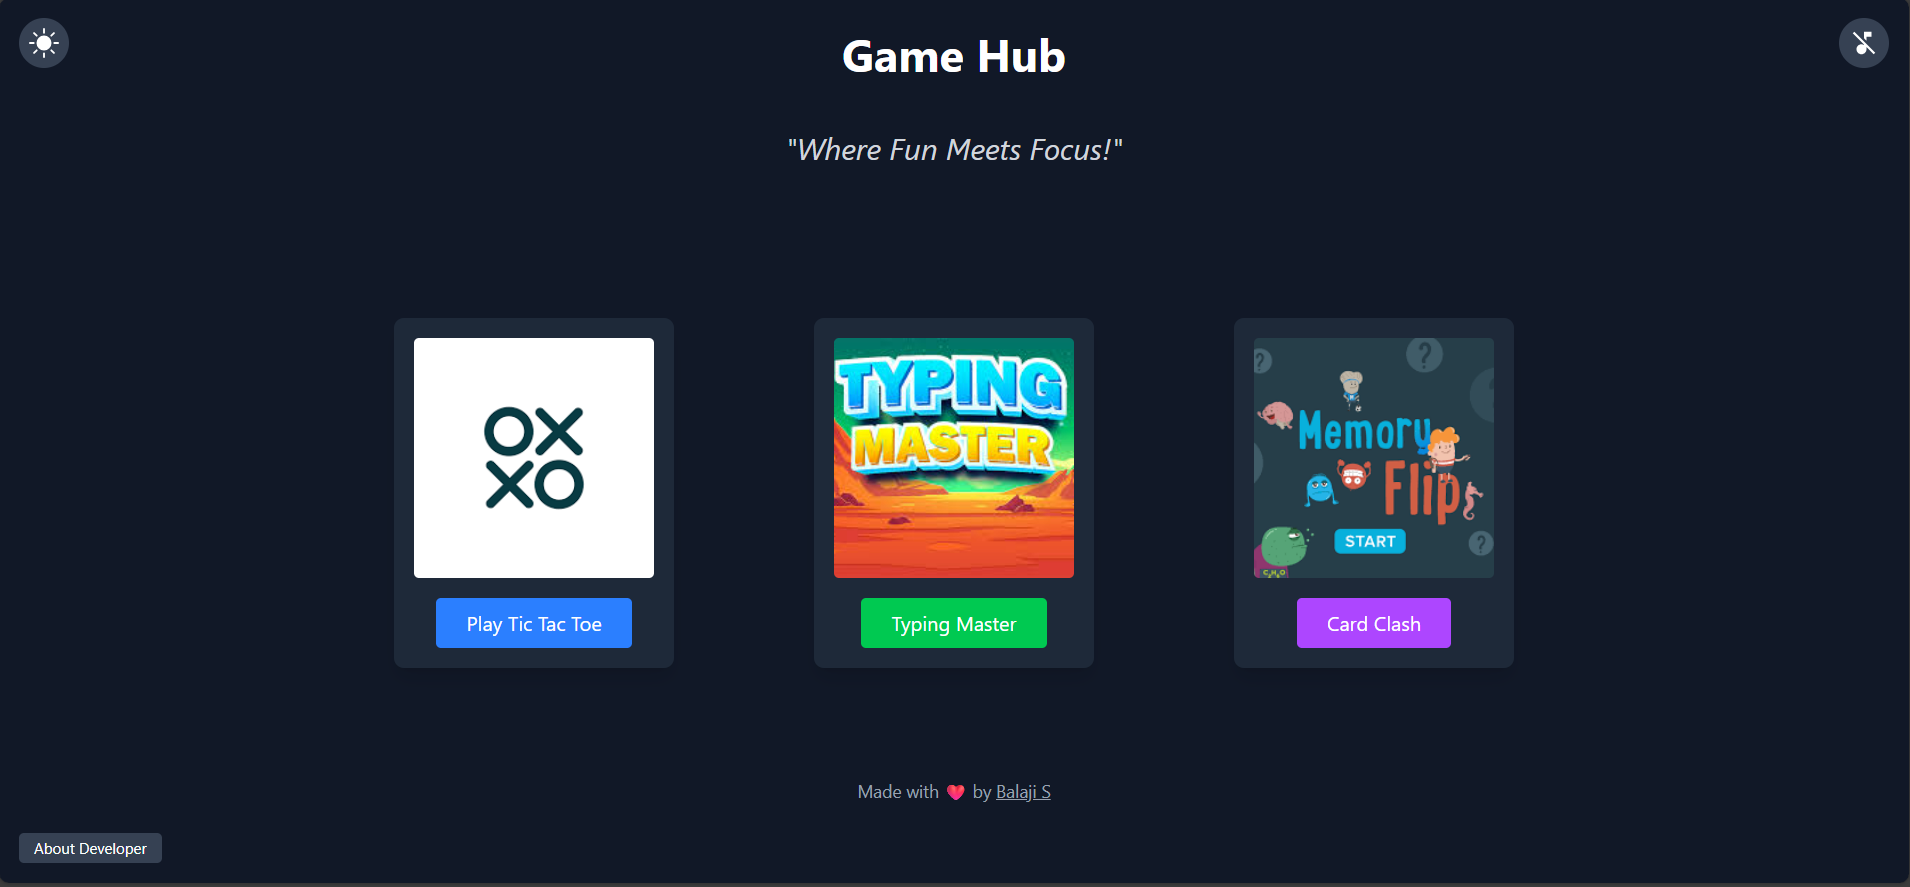 Game Hub
"Where Fun Meets Focus!"
OX
XO
Play Tic Tac Toe
TYPING
MASTER
Typing Master
? ?
Memory
Flip
START
?
CHO
Card Clash
Made with ❤️ by Balaji S
About Developer